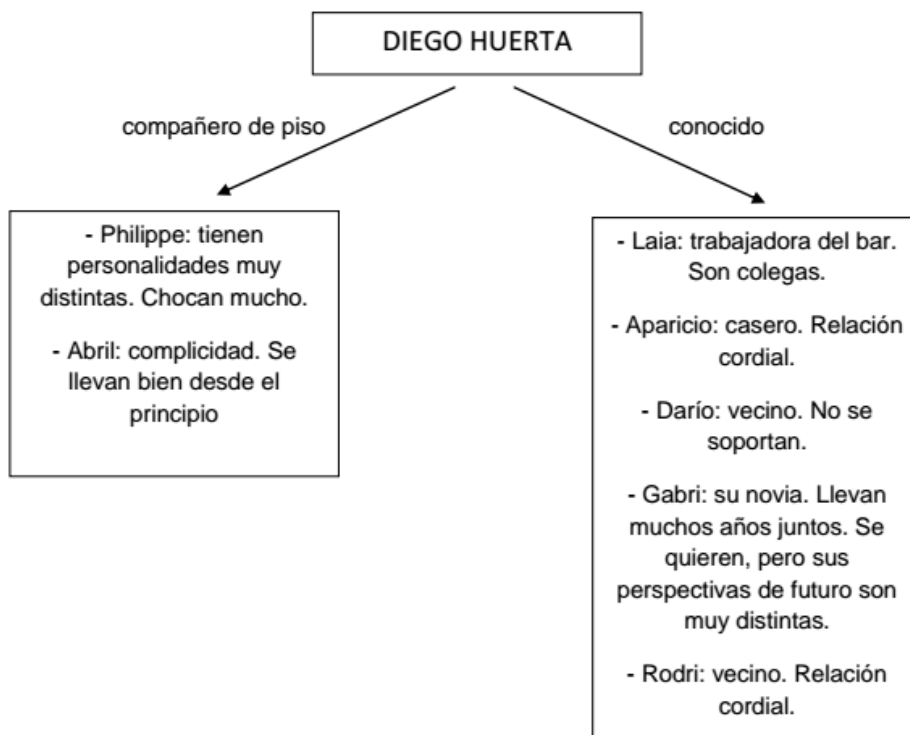 DIEGO HUERTA
compañero de piso
conocido
- Philippe: tienen
personalidades muy
distintas. Chocan mucho.
- Abril: complicidad. Se
llevan bien desde el
principio
- Laia: trabajadora del bar.
Son colegas.
- Aparicio: casero. Relación
cordial.
- Darío: vecino. No se
soportan.
- Gabri: su novia. Llevan
muchos años juntos. Se
quieren, pero sus
perspectivas de futuro son
muy distintas.
- Rodri: vecino. Relación
cordial.